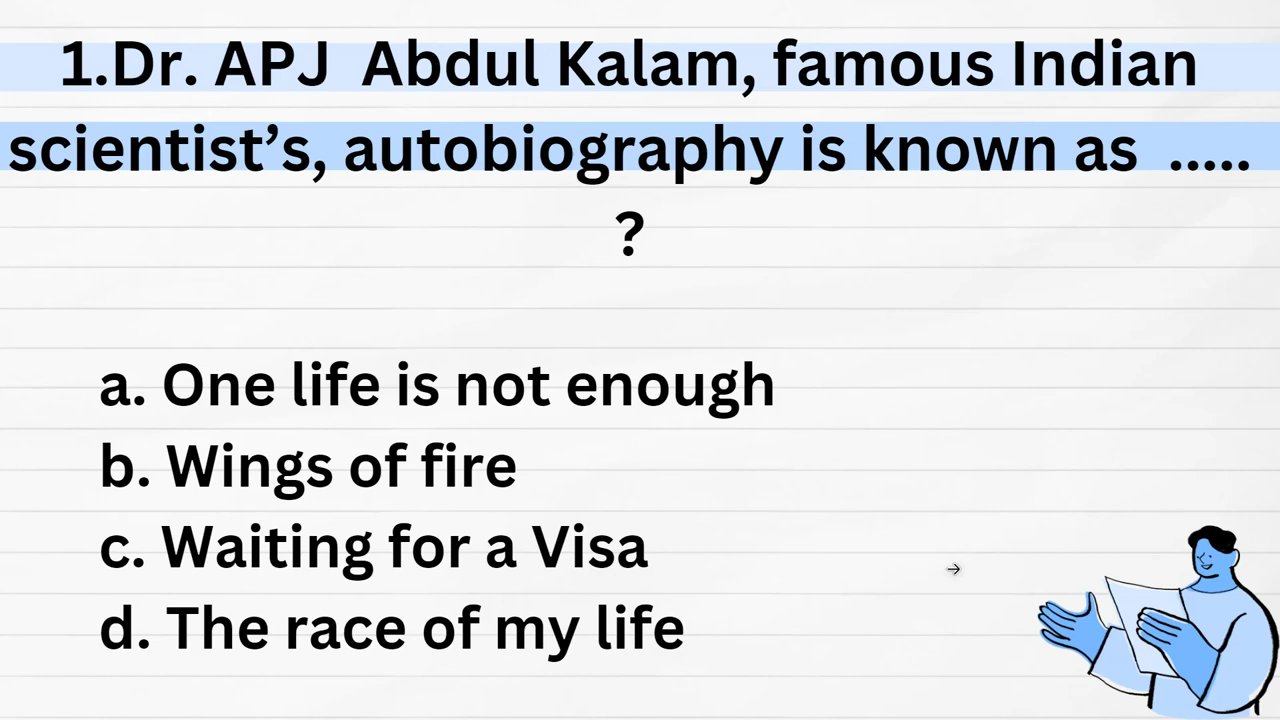 1.Dr. APJ  Abdul Kalam, famous Indian
scientist’s, autobiography is known as  .....
?
a. One life is not enough
b. Wings of fire
c. Waiting for a Visa
d. The race of my life